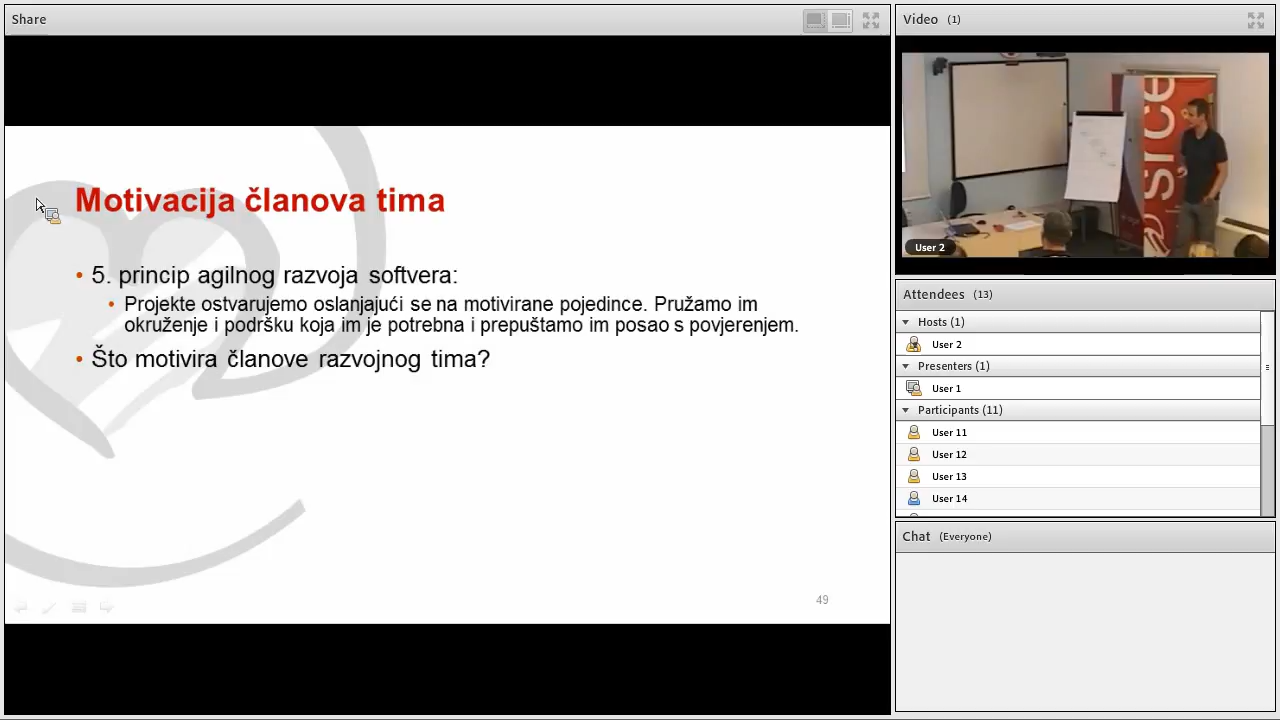 Share
Motivacija članova tima
• 5. princip agilnog razvoja softvera:
• Projekte ostvarujemo oslanjajući se na motivirane pojedince. Pružamo im
okruženje i podršku koja im je potrebna i prepuštamo im posao s povjerenjem.
• Što motivira članove razvojnog tima?
49
Video (1)
srce
User 2
Attendees (13)
Hosts (1)
User 2
Presenters (1)
User 1
Participants (11)
User 11
User 12
User 13
User 14
Chat (Everyone)